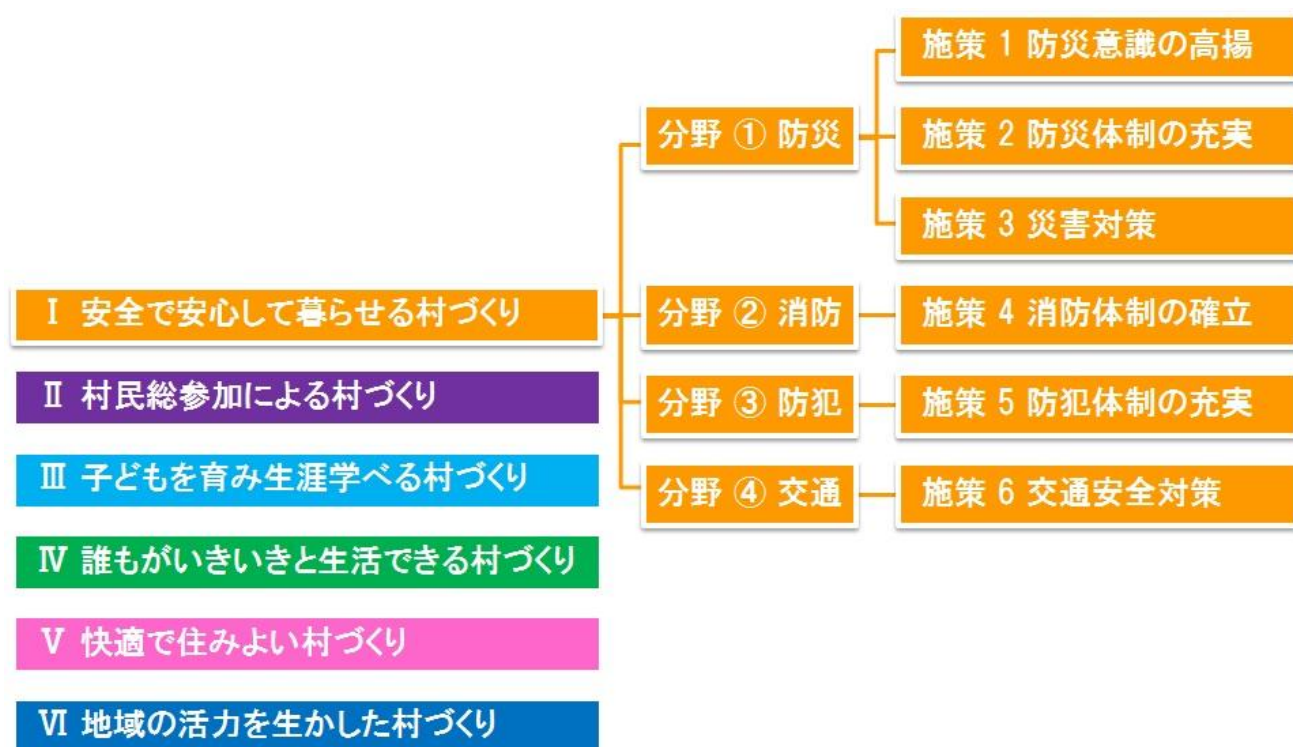 施策 1 防災意識の高揚
分野 ① 防災
施策 2 防災体制の充実
施策 3 災害対策
Ⅰ 安全で安心して暮らせる村づくり
分野 ② 消防
施策 4 消防体制の確立
Ⅱ 村民総参加による村づくり
分野 ③ 防犯
施策 5 防犯体制の充実
Ⅲ 子どもを育み生涯学べる村づくり
分野 ④ 交通
施策 6 交通安全対策
Ⅳ 誰もがいきいきと生活できる村づくり
Ⅴ 快適で住みよい村づくり
Ⅵ 地域の活力を生かした村づくり